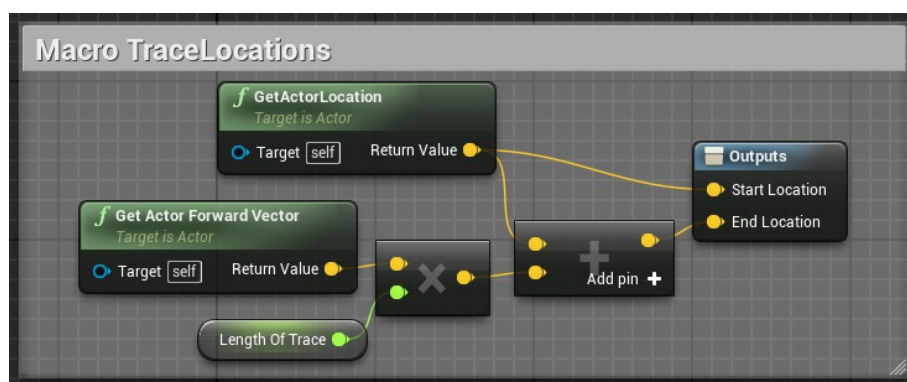 Macro TraceLocations
f GetActorLocation
Target is Actor
Target self Return Value
Outputs
Start Location
End Location
f Get Actor Forward Vector
Target is Actor
Target self Return Value
Add pin +
Length Of Trace